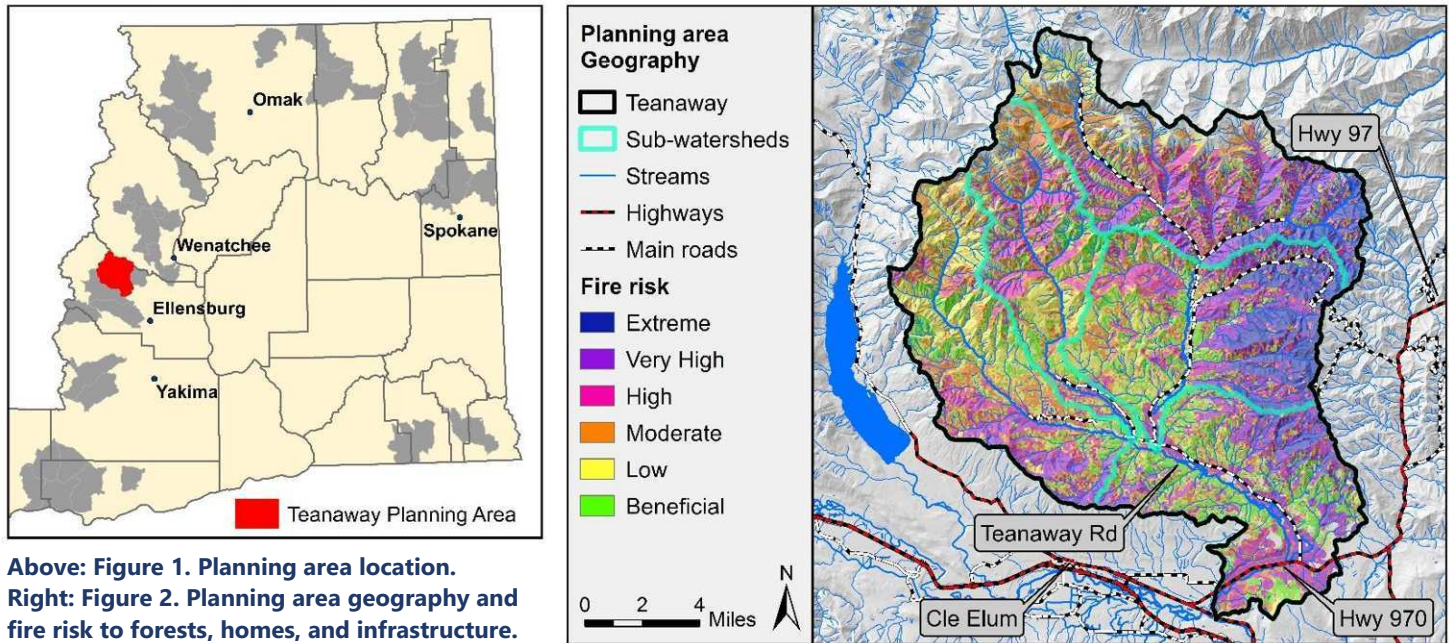 Omak
Spokane
Wenatchee
Ellensburg
Yakima
Teanaway Planning Area
Above: Figure 1. Planning area location.
Right: Figure 2. Planning area geography and
fire risk to forests, homes, and infrastructure.
Planning area
Geography
Teanaway
Sub-watersheds
Streams
Highways
Main roads
Fire risk
Extreme
Very High
High
Moderate
Low
Beneficial
N
0 2 4 Miles
Hwy 97
Teanaway Rd
Cle Elum
Hwy 970